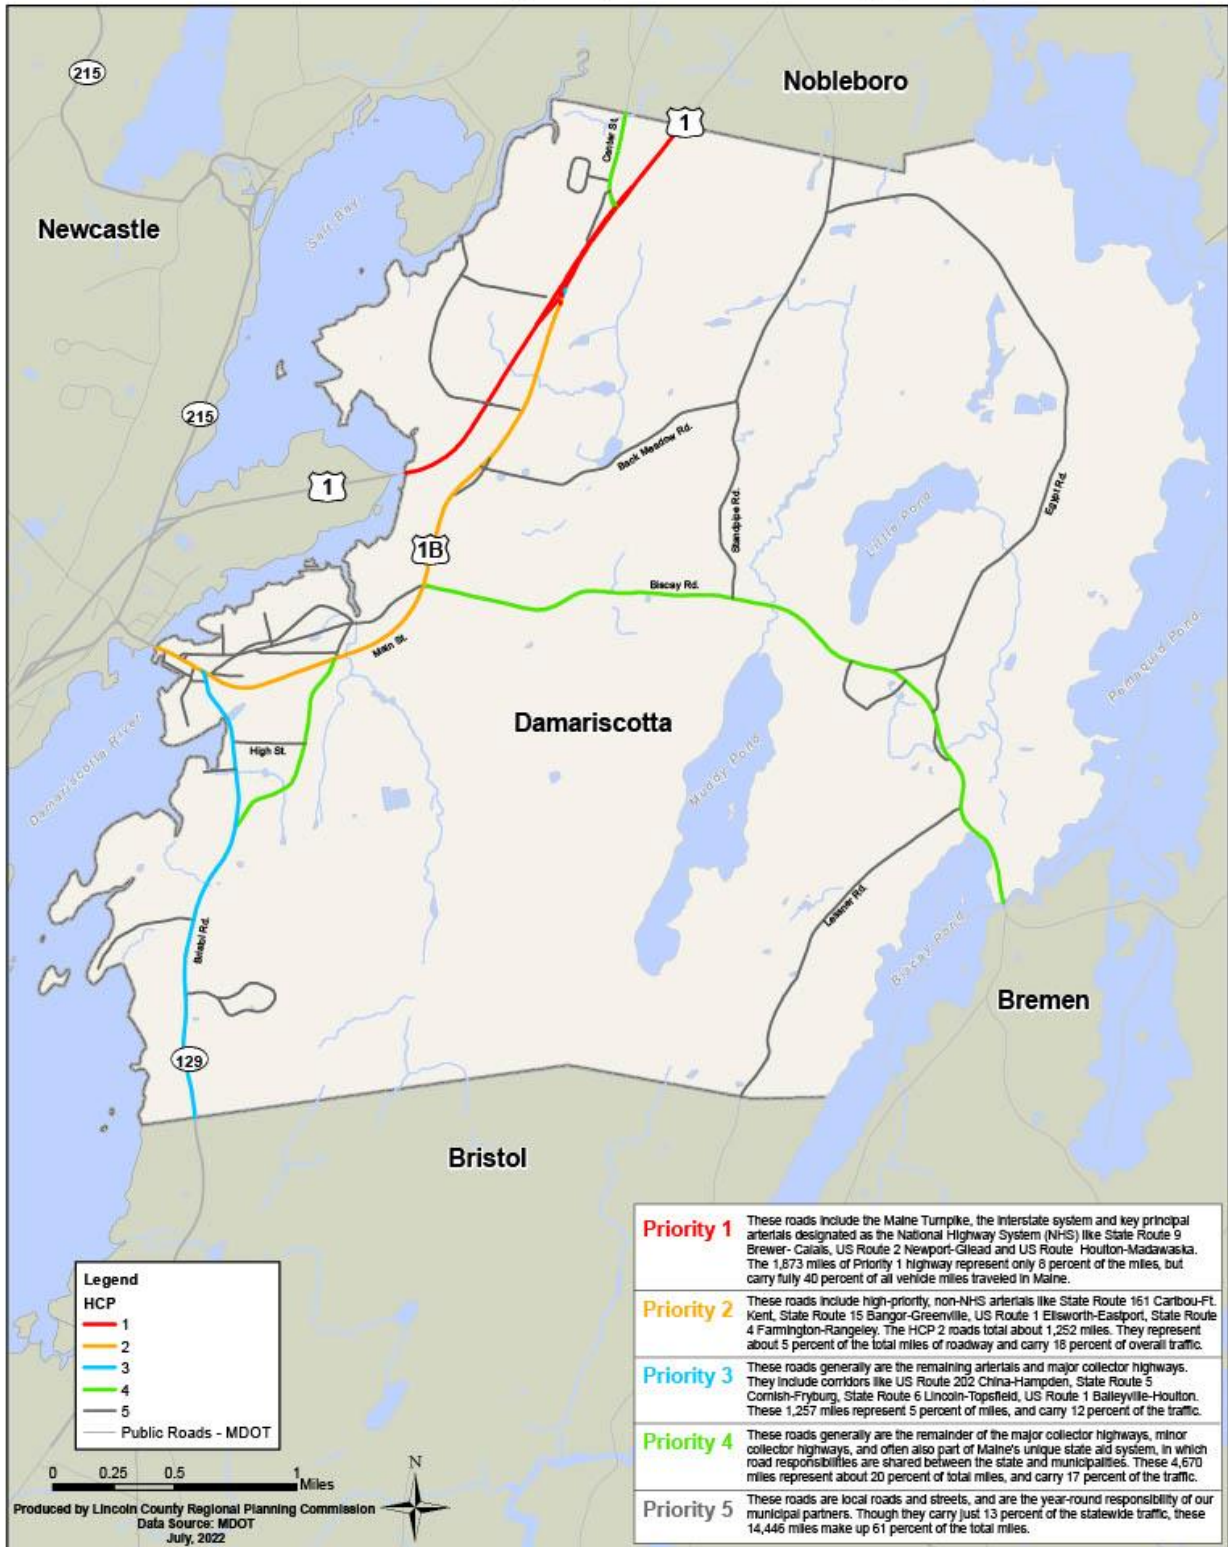 Nobleboro
215
1
Center St.
Newcastle
Salt Bay
215
Back Meadow Rd.
1
Standpipe Rd.
Egypt Rd.
Little Pond
1B
Biscay Rd.
Main St.
Pemaquid Pond
Damariscotta
Damariscotta River
High St.
Muddy Pond
Lessner Rd.
Bristol Rd.
Biscay Pond
Bremen
129
Bristol
Legend
HCP
1
2
3
4
5
Public Roads - MDOT
0 0.25 0.5 1
Miles
N
Produced by Lincoln County Regional Planning Commission
Data Source: MDOT
July, 2022
Priority 1
These roads include the Maine Turnpike, the interstate system and key principal
arterials designated as the National Highway System (NHS) like State Route 9
Brewer- Calais, US Route 2 Newport-Gilead and US Route Houlton-Madawaska.
The 1,873 miles of Priority 1 highway represent only 8 percent of the miles, but
carry fully 40 percent of all vehicle miles traveled in Maine.
Priority 2
These roads include high-priority, non-NHS arterials like State Route 161 Caribou-Ft.
Kent, State Route 15 Bangor-Greenville, US Route 1 Ellsworth-Eastport, State Route
4 Farmington-Rangeley. The HCP 2 roads total about 1,252 miles. They represent
about 5 percent of the total miles of roadway and carry 18 percent of overall traffic.
Priority 3
These roads generally are the remaining arterials and major collector highways.
They include corridors like US Route 202 China-Hampden, State Route 5
Cornish-Fryburg, State Route 6 Lincoln-Topsfield, US Route 1 Baileyville-Houlton.
These 1,257 miles represent 5 percent of miles, and carry 12 percent of the traffic.
Priority 4
These roads generally are the remainder of the major collector highways, minor
collector highways, and often also part of Maine's unique state aid system, in which
road responsibilities are shared between the state and municipalities. These 4,670
miles represent about 20 percent of total miles, and carry 17 percent of the traffic.
Priority 5
These roads are local roads and streets, and are the year-round responsibility of our
municipal partners. Though they carry just 13 percent of the statewide traffic, these
14,446 miles make up 61 percent of the total miles.